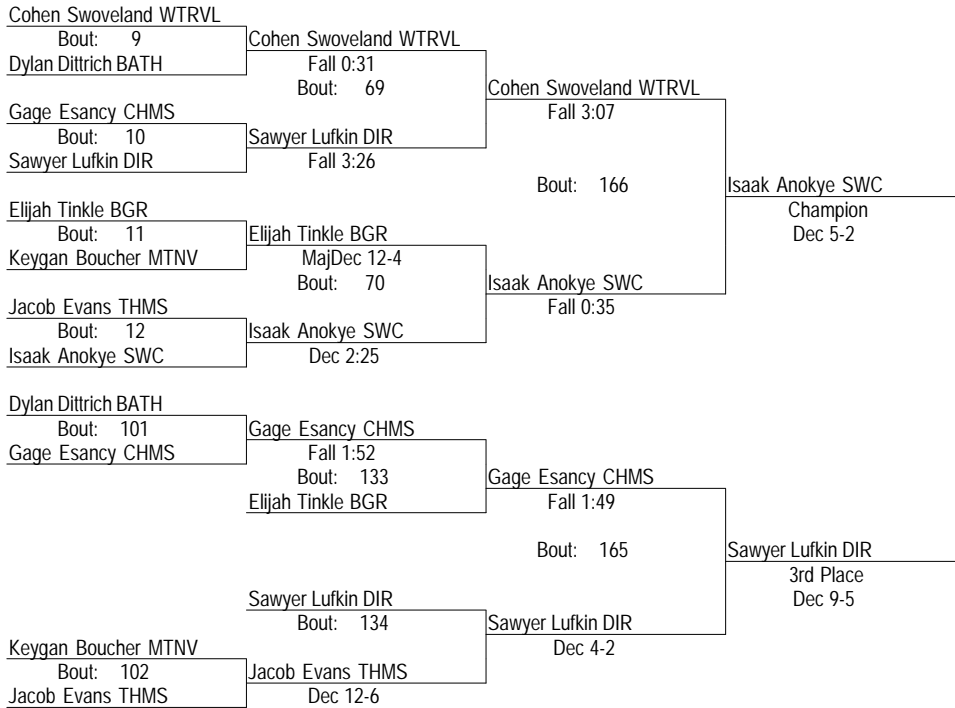 Cohen Swoveland WTRVL
Bout: 9
Cohen Swoveland WTRVL
Dylan Dittrich BATH
Fall 0:31
Bout: 69
Cohen Swoveland WTRVL
Gage Esancy CHMS
Fall 3:07
Bout: 10
Sawyer Lufkin DIR
Sawyer Lufkin DIR
Fall 3:26
Bout: 166
Isaak Anokye SWC
Elijah Tinkle BGR
Champion
Bout: 11
Elijah Tinkle BGR
Dec 5-2
Keygan Boucher MTNV
MajDec 12-4
Bout: 70
Isaak Anokye SWC
Jacob Evans THMS
Fall 0:35
Bout: 12
Isaak Anokye SWC
Isaak Anokye SWC
Dec 2:25
Dylan Dittrich BATH
Bout: 101
Gage Esancy CHMS
Gage Esancy CHMS
Fall 1:52
Bout: 133
Gage Esancy CHMS
Elijah Tinkle BGR
Fall 1:49
Bout: 165
Sawyer Lufkin DIR
3rd Place
Sawyer Lufkin DIR
Dec 9-5
Bout: 134
Sawyer Lufkin DIR
Keygan Boucher MTNV
Dec 4-2
Bout: 102
Jacob Evans THMS
Jacob Evans THMS
Dec 12-6